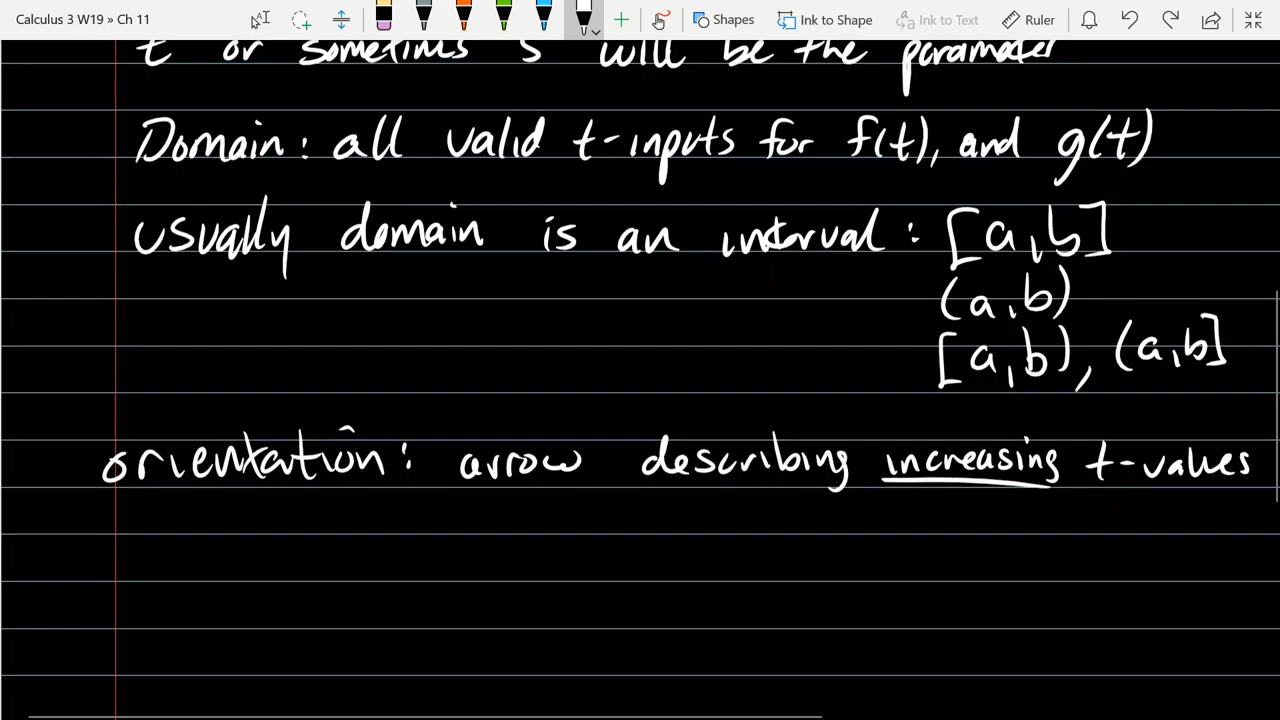 Calculus 3 W19 » Ch 11
Shapes
Ink to Shape
Ink to Text
Ruler
t or sometimes s will be the parameter
Domain: all valid t-inputs for f(t), and g(t)
usually domain is an interval: [a,b]
(a,b)
[a,b), (a,b]
orientation: arrow describing increasing t-values